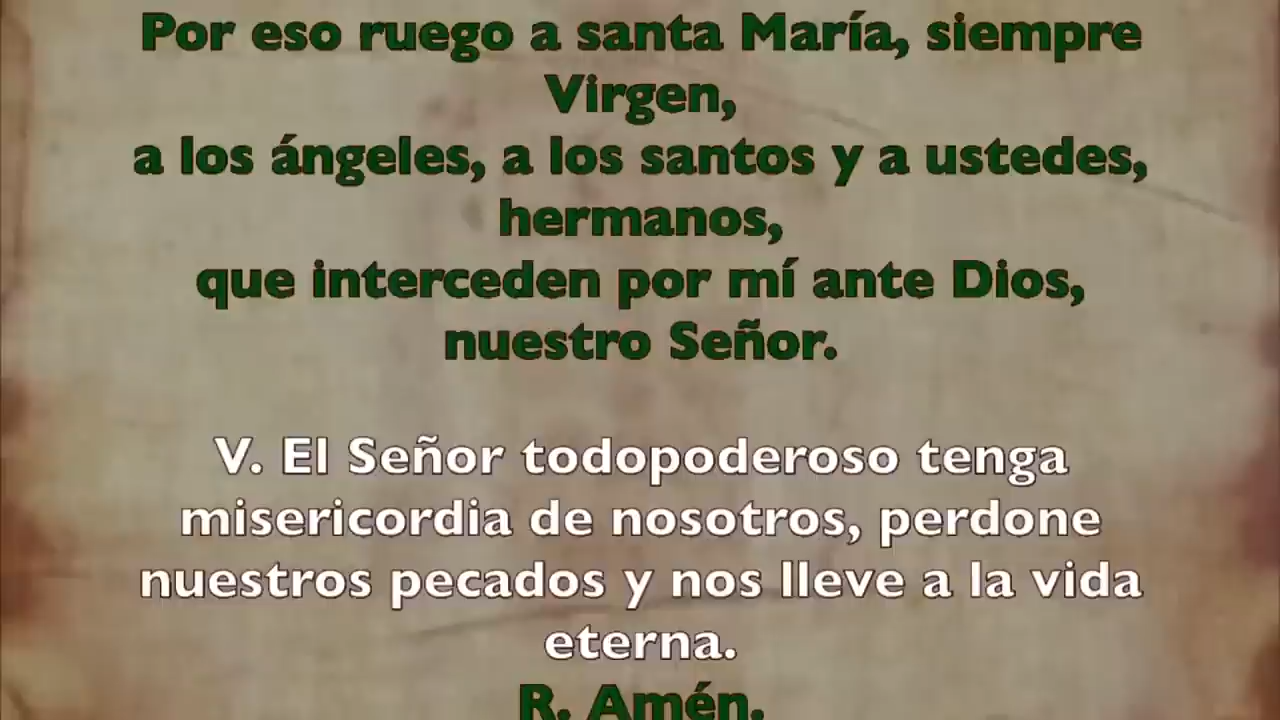 Por eso ruego a santa María, siempre
Virgen,
a los ángeles, a los santos y a ustedes,
hermanos,
que interceden por mí ante Dios,
nuestro Señor.
V. El Señor todopoderoso tenga
misericordia de nosotros, perdone
nuestros pecados y nos lleve a la vida
eterna.
R. Amén.